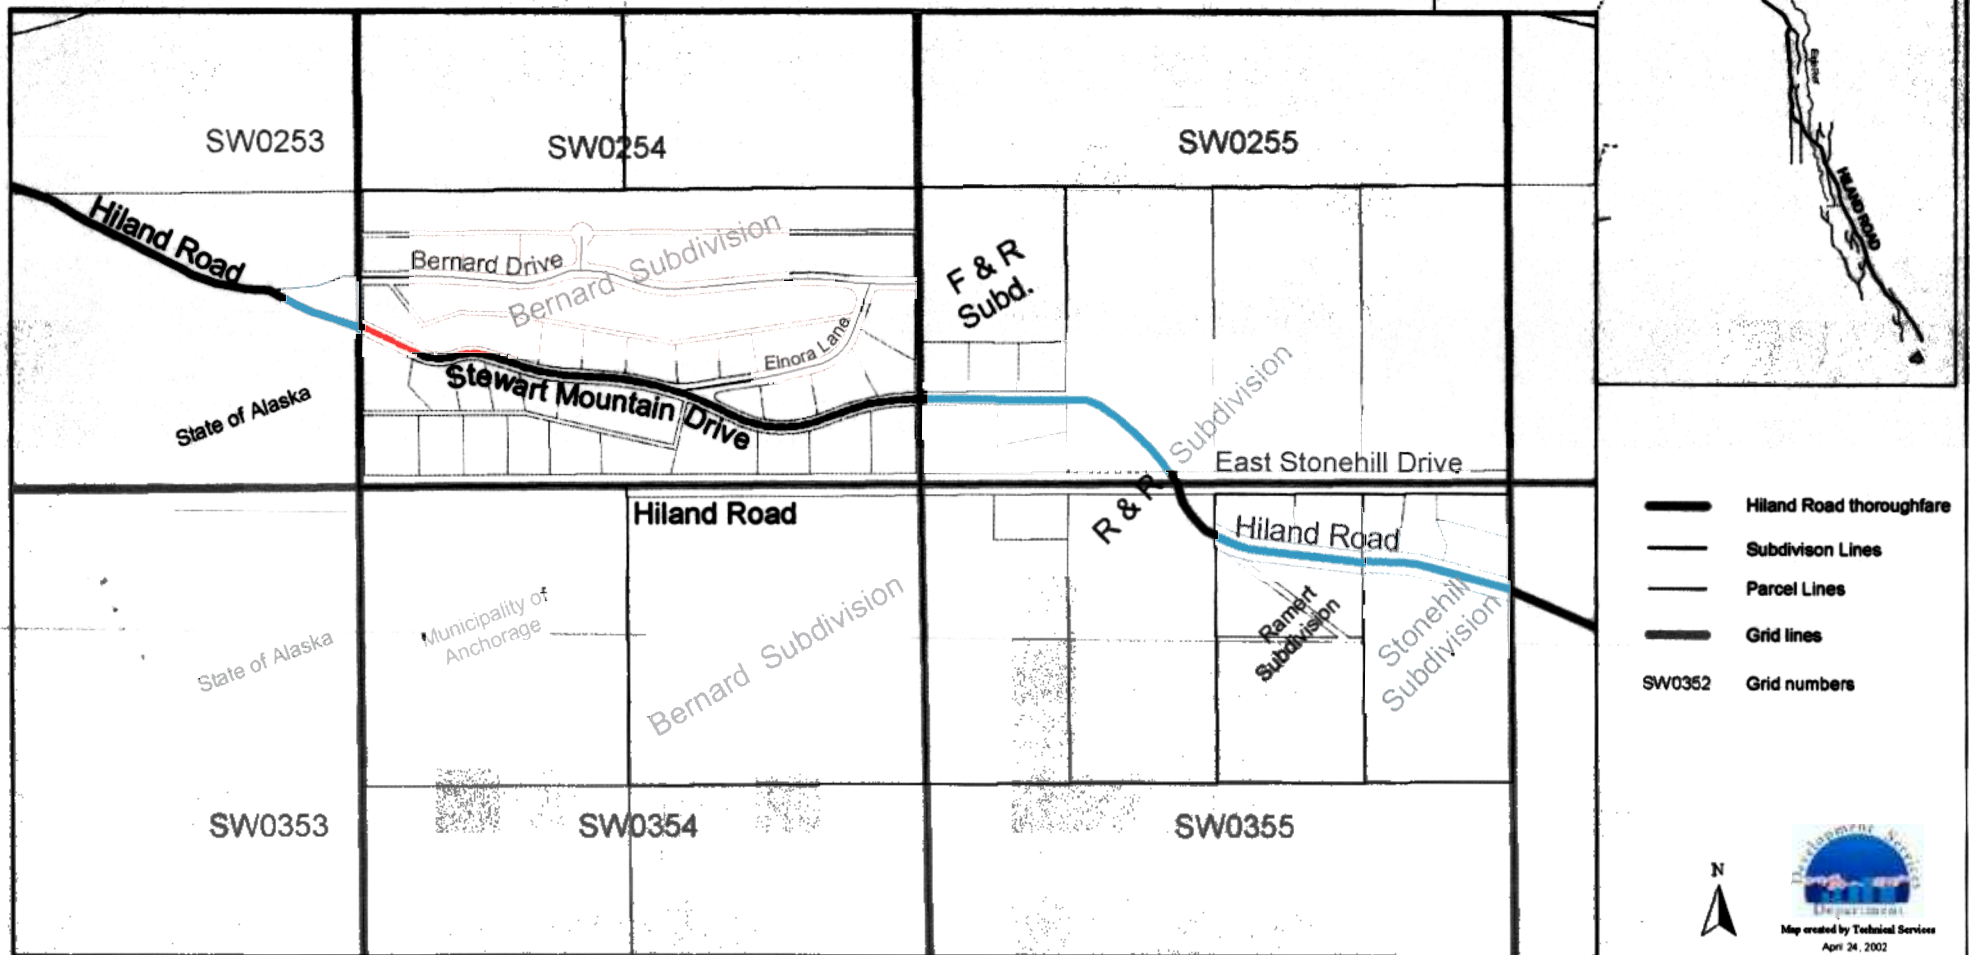 SW0253
SW0254
SW0255
Hiland Road
Bernard Drive
Bernard Subdivision
F & R
Subd.
Elnora Lane
Stewart Mountain Drive
State of Alaska
R & R Subdivision
East Stonehill Drive
Hiland Road
Hiland Road
Municipality of
Anchorage
State of Alaska
Bernard Subdivision
Ramert
Subdivision
Stonehill
Subdivision
SW0353
SW0354
SW0355
HILAND ROAD
Hiland Road thoroughfare
Subdivison Lines
Parcel Lines
Grid lines
SW0352 Grid numbers
N
Development Services
Department
Map created by Technical Services
April 24, 2002